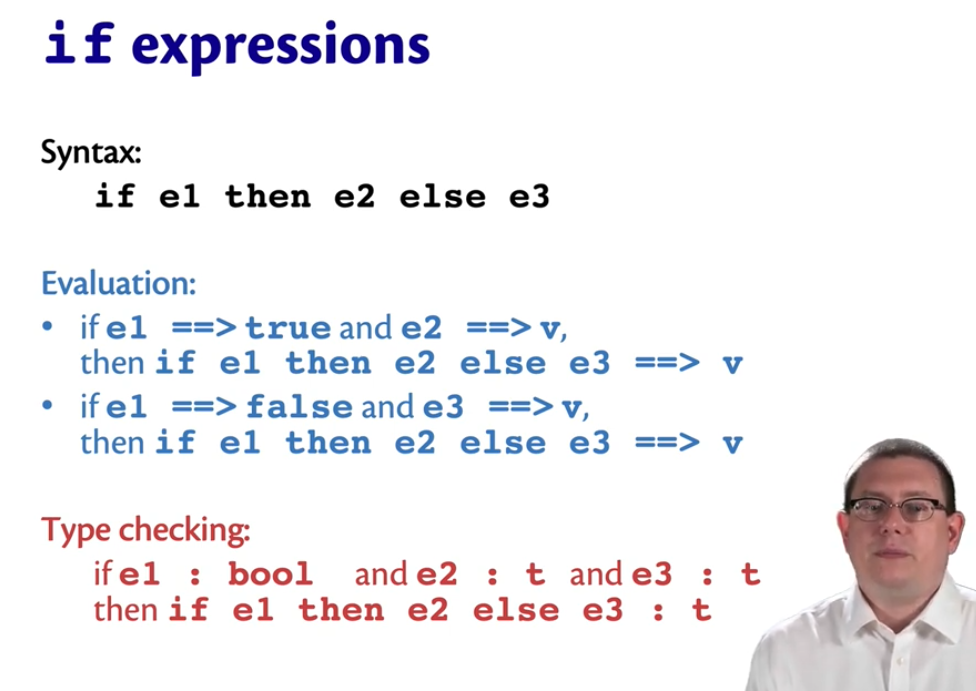 if expressions
Syntax:
if e1 then e2 else e3
Evaluation:
• if e1 ==> true and e2 ==> v,
then if e1 then e2 else e3 ==> v
• if e1 ==> false and e3 ==> v,
then if e1 then e2 else e3 ==> v
Type checking:
if e1 : bool and e2 : t and e3 : t
then if e1 then e2 else e3 : t